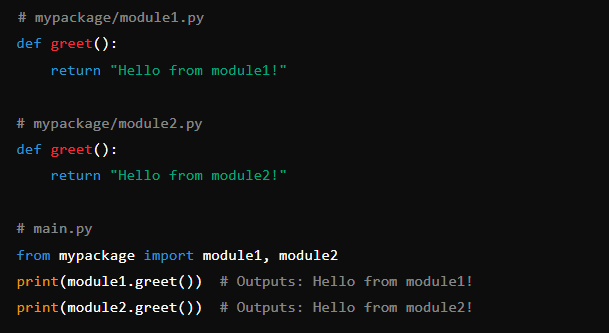 # mypackage/module1.py
def greet():
    return "Hello from module1!"
# mypackage/module2.py
def greet():
    return "Hello from module2!"
# main.py
from mypackage import module1, module2
print(module1.greet())  # Outputs: Hello from module1!
print(module2.greet())  # Outputs: Hello from module2!